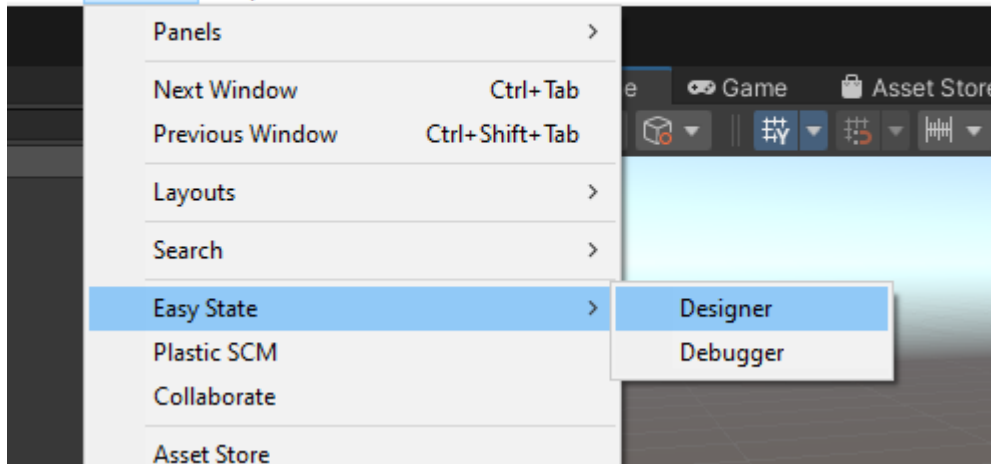 Panels
Next Window Ctrl+Tab
Previous Window Ctrl+Shift+Tab
Layouts
Search
Easy State
Plastic SCM
Collaborate
Asset Store
Designer
Debugger
Game
Asset Store